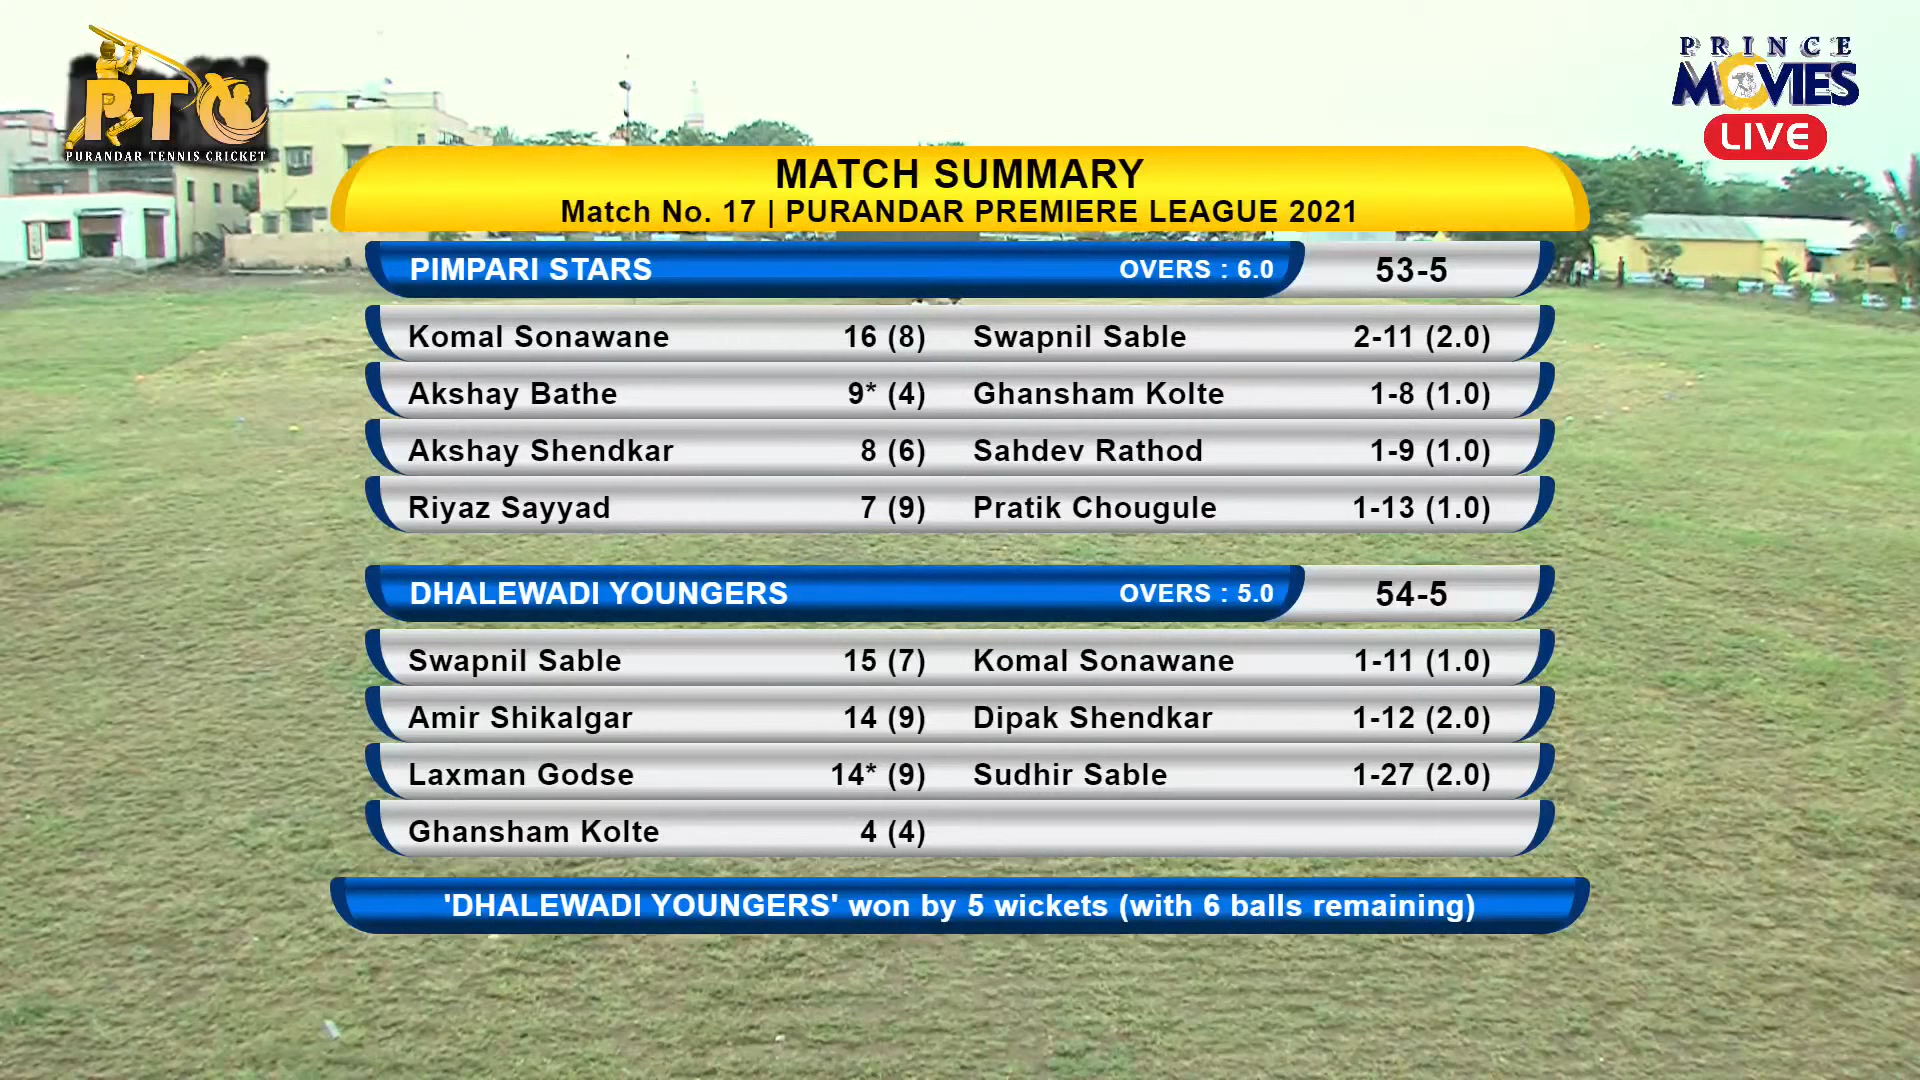 PTC
PURANDAR TENNIS CRICKET
PRINCE
MOVIES
LIVE
MATCH SUMMARY
Match No. 17 | PURANDAR PREMIERE LEAGUE 2021
PIMPARI STARS OVERS : 6.0 53-5
Komal Sonawane 16 (8) Swapnil Sable 2-11 (2.0)
Akshay Bathe 9* (4) Ghansham Kolte 1-8 (1.0)
Akshay Shendkar 8 (6) Sahdev Rathod 1-9 (1.0)
Riyaz Sayyad 7 (9) Pratik Chougule 1-13 (1.0)
DHALEWADI YOUNGERS OVERS : 5.0 54-5
Swapnil Sable 15 (7) Komal Sonawane 1-11 (1.0)
Amir Shikalgar 14 (9) Dipak Shendkar 1-12 (2.0)
Laxman Godse 14* (9) Sudhir Sable 1-27 (2.0)
Ghansham Kolte 4 (4)
'DHALEWADI YOUNGERS' won by 5 wickets (with 6 balls remaining)